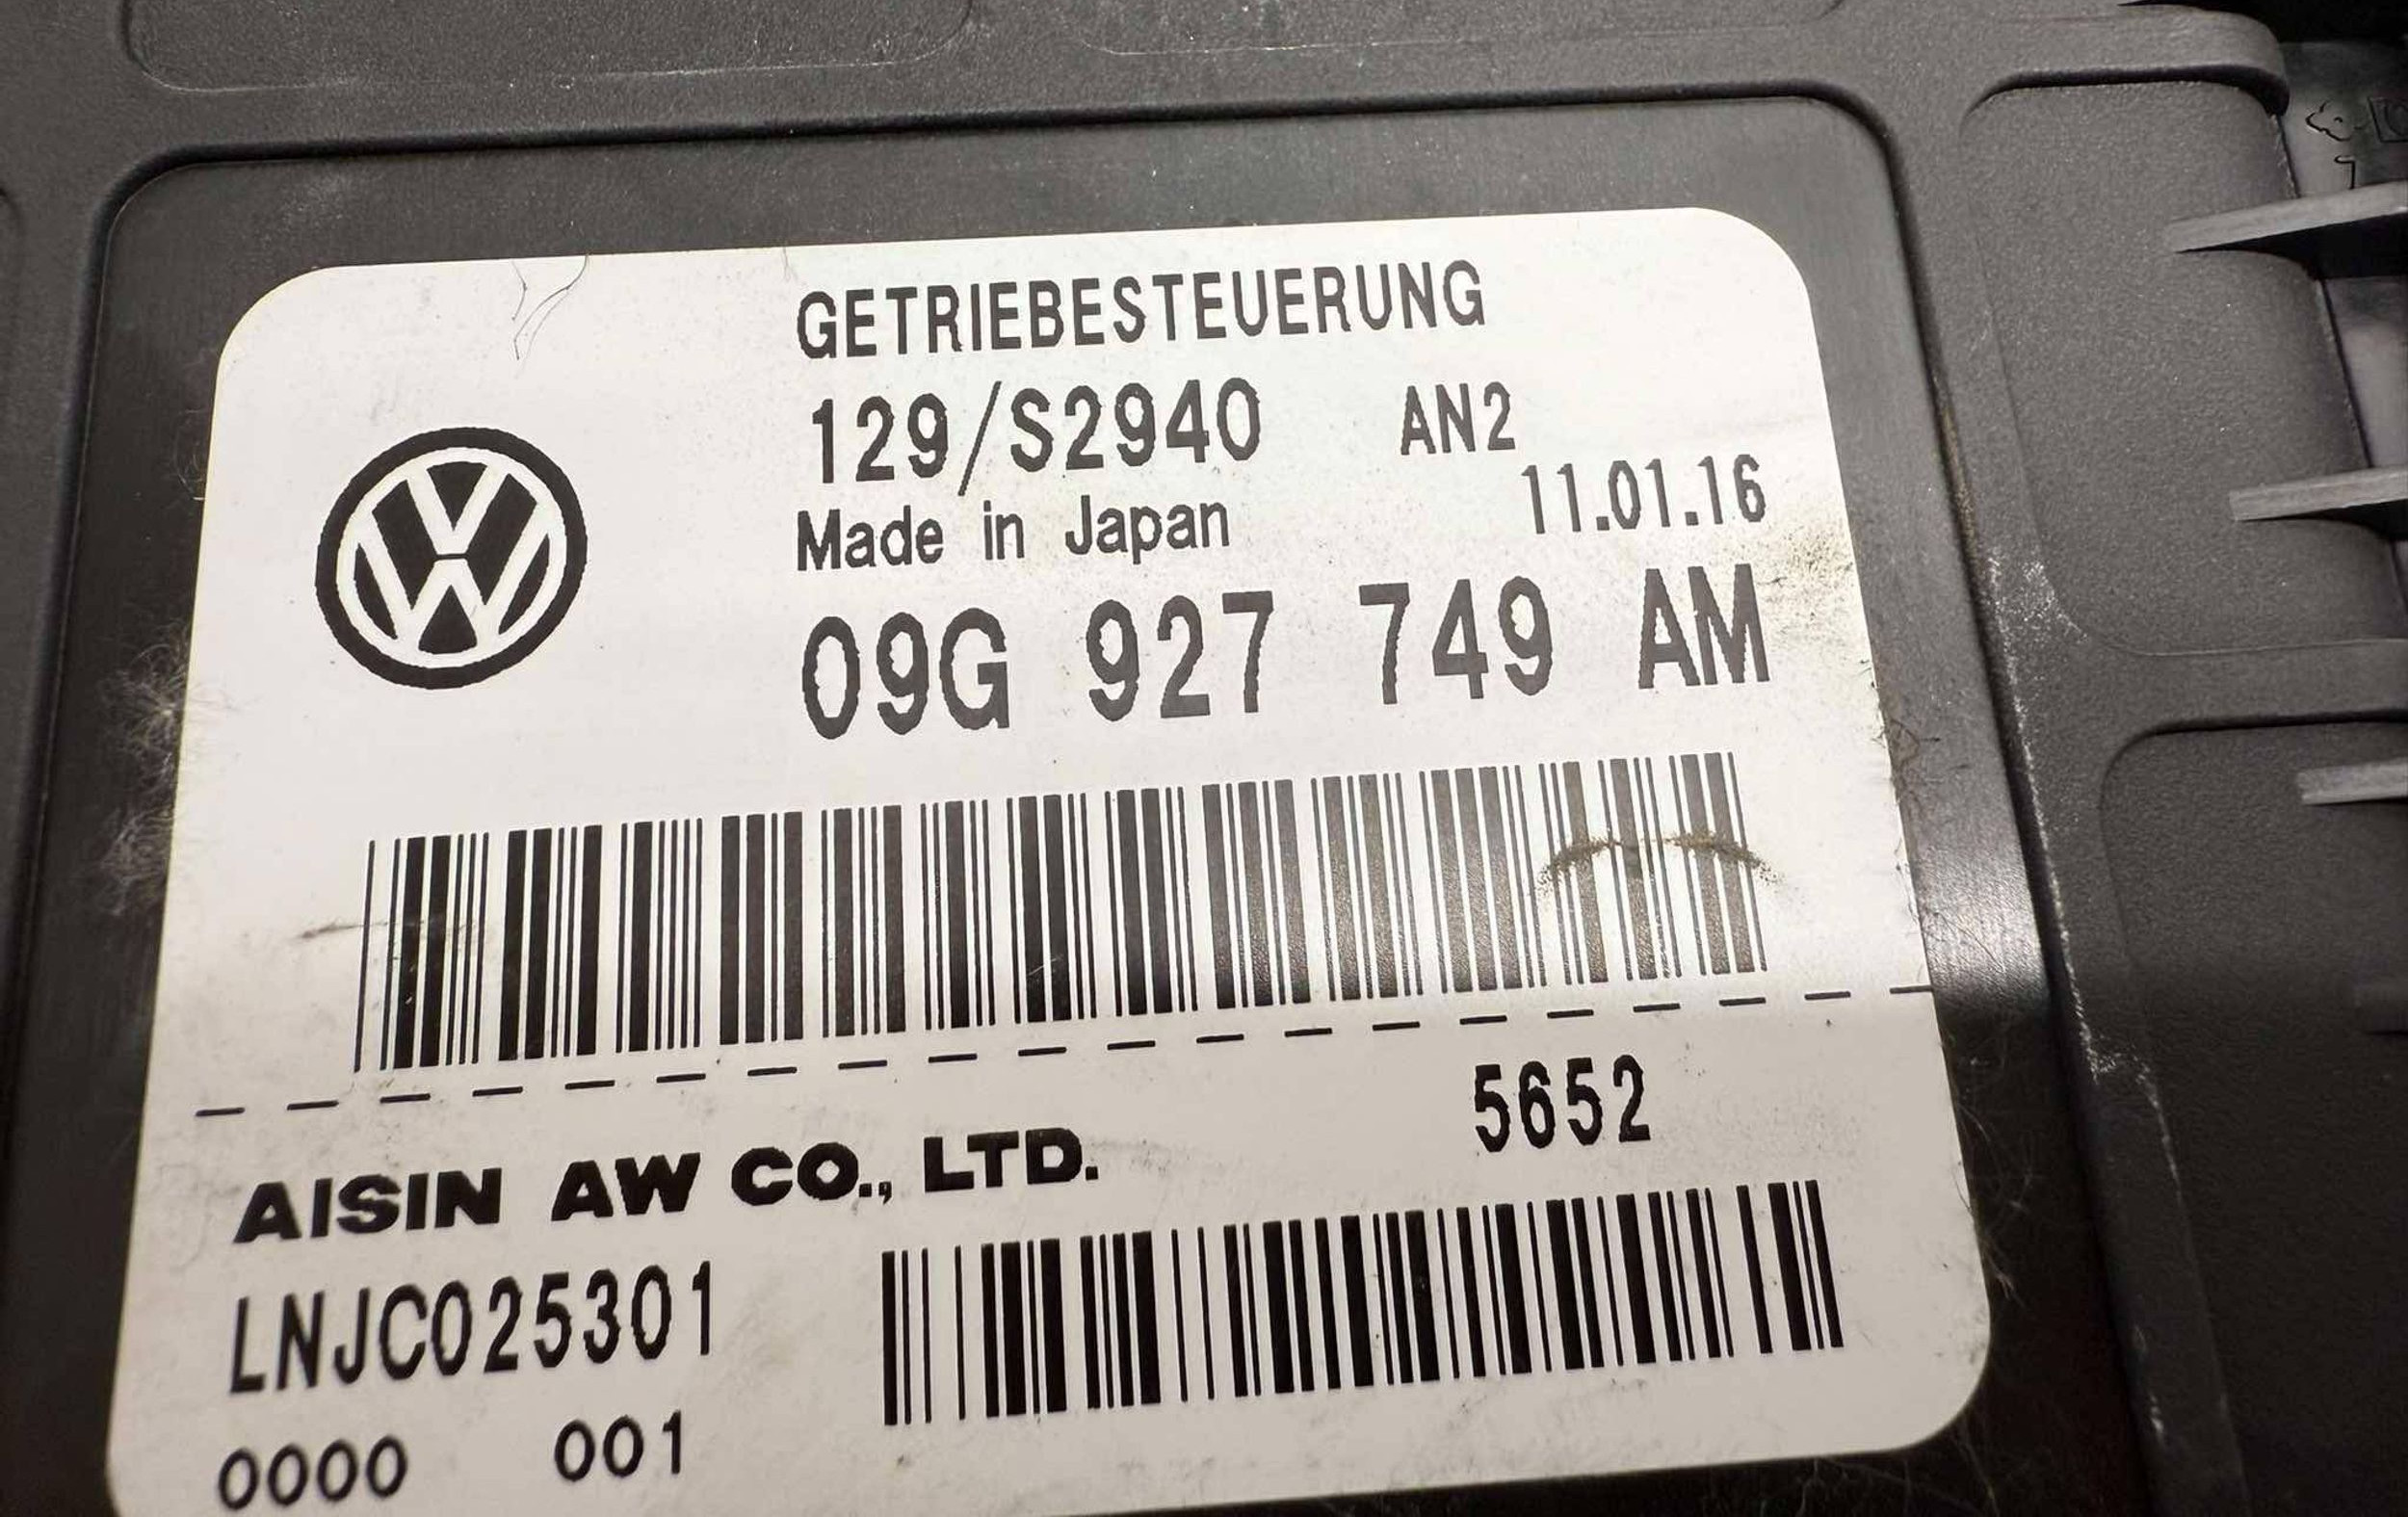 GETRIEBESTEUERUNG
129/S2940 AN2
Made in Japan 11.01.16
09G 927 749 AM
5652
AISIN AW CO., LTD.
LNJC025301
0000 001